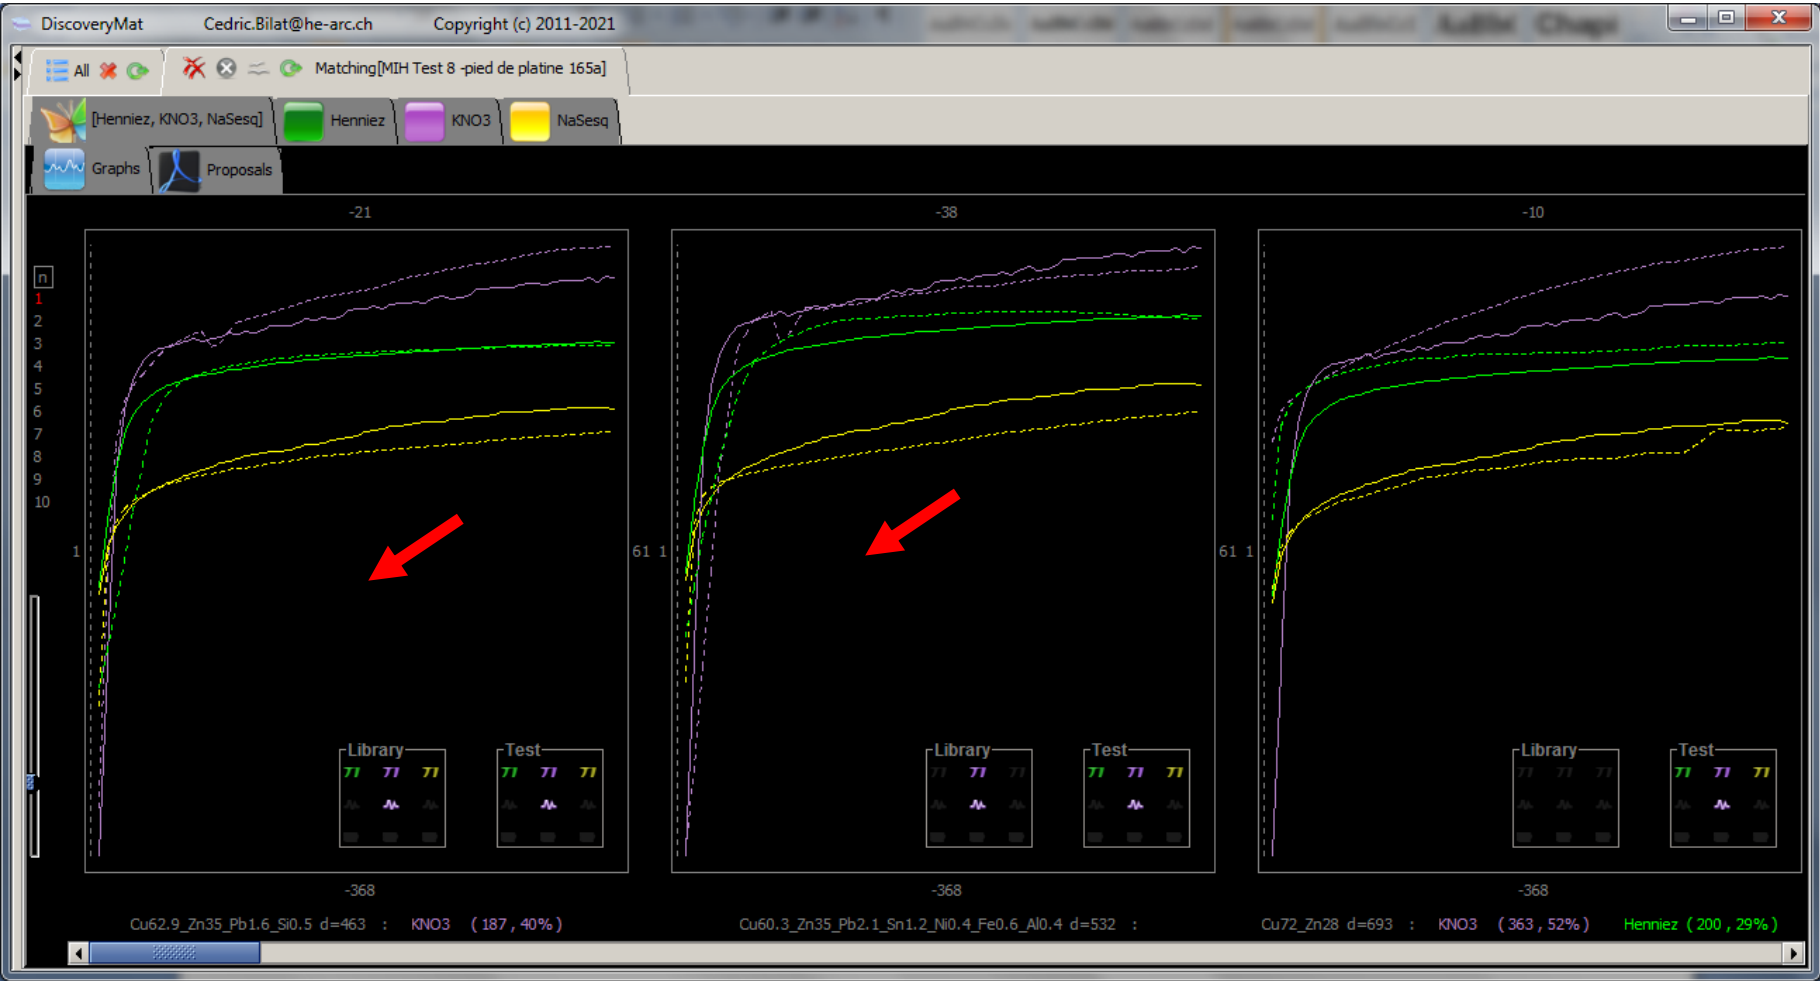 DiscoveryMat Cedric.Bilat@he-arc.ch Copyright (c) 2011-2021
All Matching[MIH Test 8 -pied de platine 165a]
[Henniez, KNO3, NaSesq] Henniez KNO3 NaSesq
Graphs Proposals
-21 -38 -10
n
1
2
3
4
5
6
7
8
9
10
1 61 1 61 1
Library Test Library Test Library Test
-368 -368 -368
Cu62.9_Zn35_Pb1.6_Si0.5 d=463 : KNO3 ( 187 , 40% ) Cu60.3_Zn35_Pb2.1_Sn1.2_Ni0.4_Fe0.6_Al0.4 d=532 : Cu72_Zn28 d=693 : KNO3 ( 363 , 52% ) Henniez ( 200 , 29% )